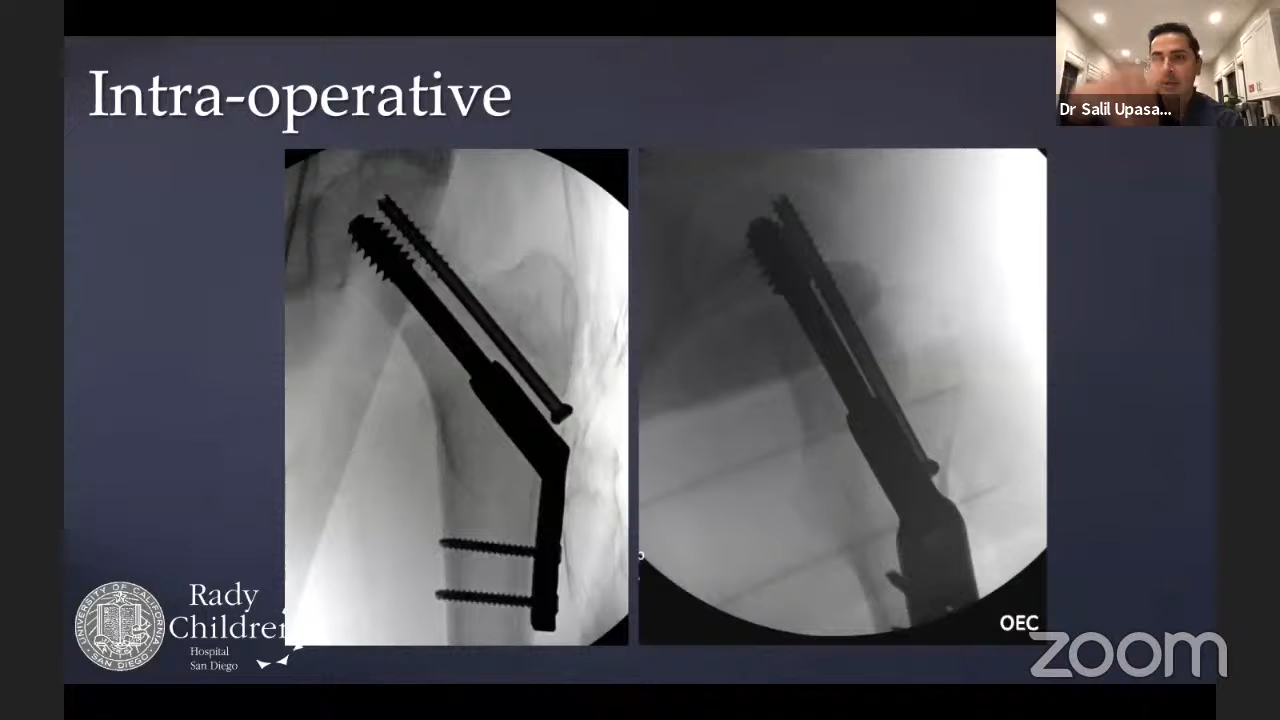 Intra-operative
Dr Salil Upasa...
OEC
UNIVERSITY OF CALIFORNIA
SAN DIEGO
Rady
Children
Hospital
San Diego
zoom